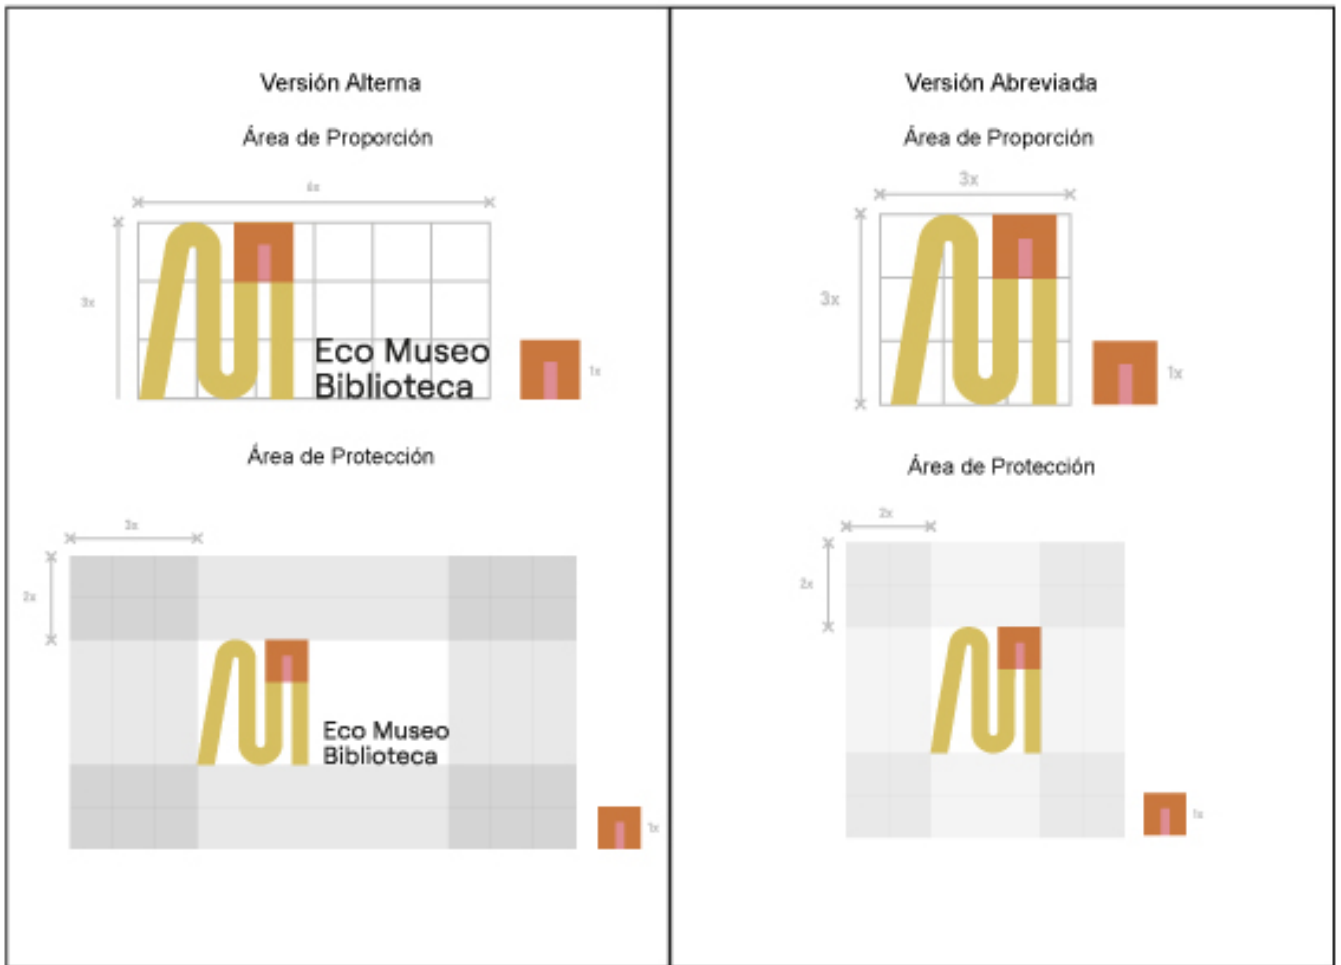 Versión Alterna
Área de Proporción
6x
3x
Eco Museo
Biblioteca
1x
Área de Protección
3x
2x
Eco Museo
Biblioteca
1x
Versión Abreviada
Área de Proporción
3x
3x
1x
Área de Protección
2x
2x
1x